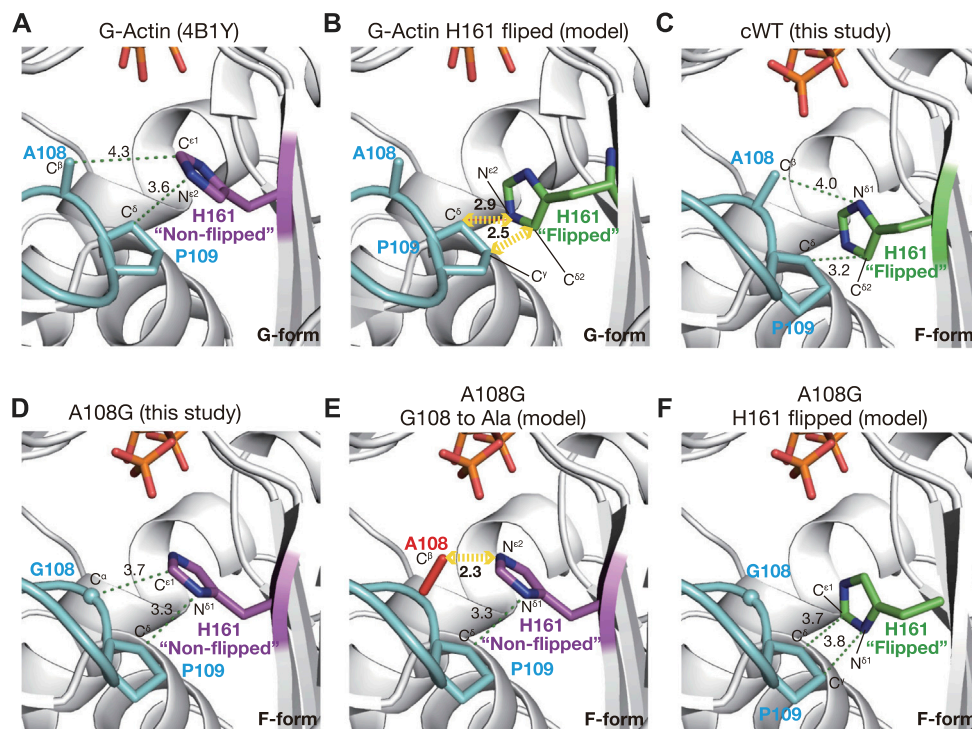 A
G-Actin (4B1Y)
A108
Cβ
4.3
Cε1
3.6
Nε2
Cδ
H161
“Non-flipped”
P109
G-form
B
G-Actin H161 fliped (model)
A108
Nε2
Cδ
2.9
2.5
H161
“Flipped”
P109
Cγ
Cδ2
G-form
C
cWT (this study)
A108
Cβ
4.0
Nδ1
Cδ
H161
“Flipped”
3.2
Cδ2
P109
F-form
D
A108G (this study)
G108
Cα
3.7
Cε1
3.3
Nδ1
Cδ
H161
“Non-flipped”
P109
F-form
E
A108G
G108 to Ala (model)
A108
Cβ
2.3
Nε2
3.3
Nδ1
Cδ
H161
“Non-flipped”
P109
F-form
F
A108G
H161 flipped (model)
G108
Cε1
3.7
Cδ
3.8
H161
“Flipped”
Nδ1
Cγ
P109
F-form